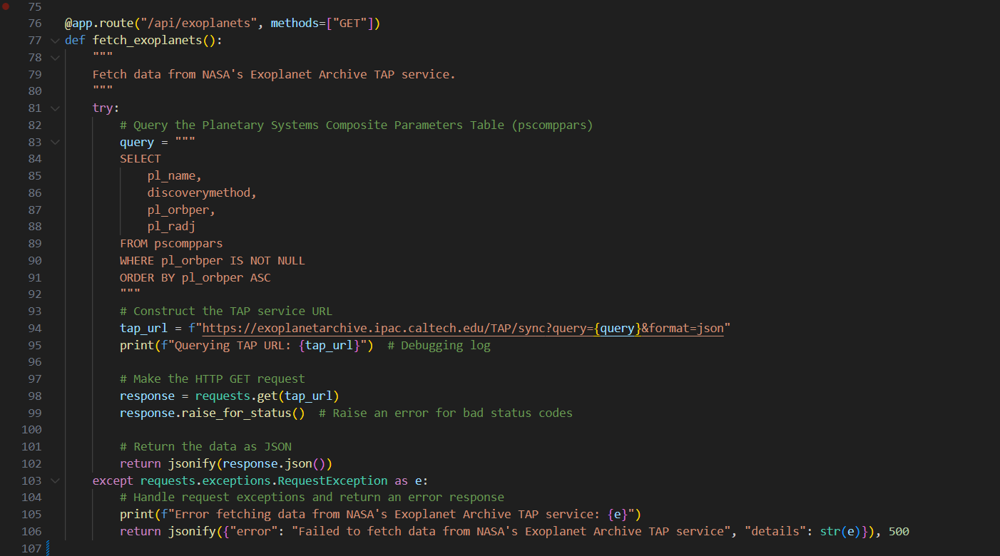 75
76 @app.route("/api/exoplanets", methods=["GET"])
77 def fetch_exoplanets():
78     """
79     Fetch data from NASA's Exoplanet Archive TAP service.
80     """
81     try:
82         # Query the Planetary Systems Composite Parameters Table (pscomppars)
83         query = """
84         SELECT
85             pl_name,
86             discoverymethod,
87             pl_orbper,
88             pl_radj
89         FROM pscomppars
90         WHERE pl_orbper IS NOT NULL
91         ORDER BY pl_orbper ASC
92         """
93         # Construct the TAP service URL
94         tap_url = f"https://exoplanetarchive.ipac.caltech.edu/TAP/sync?query={query}&format=json"
95         print(f"Querying TAP URL: {tap_url}")  # Debugging log
96
97         # Make the HTTP GET request
98         response = requests.get(tap_url)
99         response.raise_for_status()  # Raise an error for bad status codes
100
101         # Return the data as JSON
102         return jsonify(response.json())
103     except requests.exceptions.RequestException as e:
104         # Handle request exceptions and return an error response
105         print(f"Error fetching data from NASA's Exoplanet Archive TAP service: {e}")
106         return jsonify({"error": "Failed to fetch data from NASA's Exoplanet Archive TAP service", "details": str(e)}), 500
107